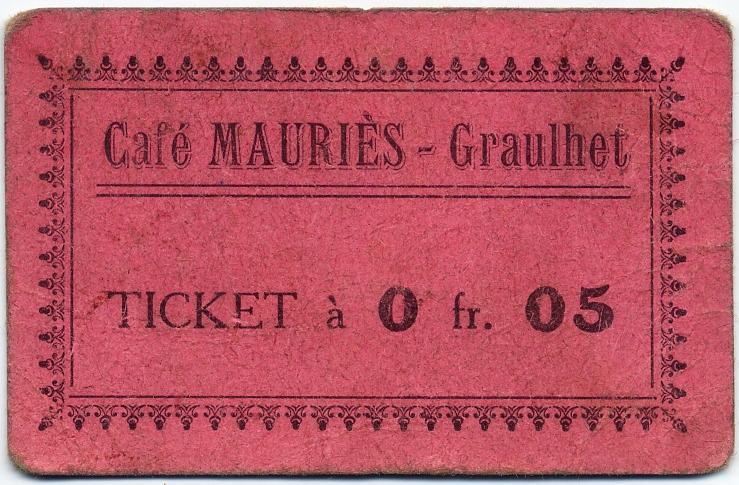 Café MAURIÈS - Graulhet
TICKET à 0 fr. 05